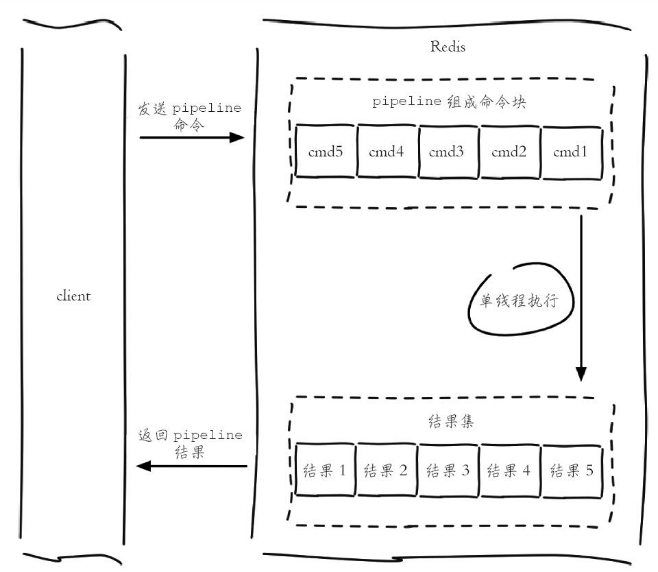 Redis
pipeline 组成命令块
发送 pipeline
命令
cmd5 cmd4 cmd3 cmd2 cmd1
client
单线程执行
结果集
返回 pipeline
结果
结果 1 结果 2 结果 3 结果 4 结果 5